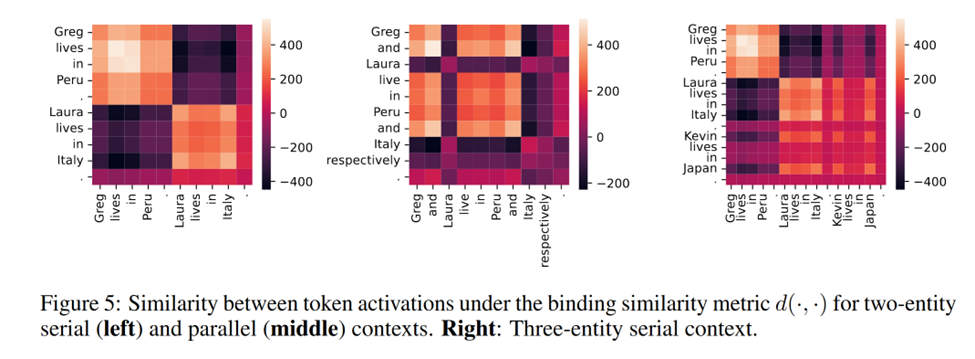 Greg
lives
in
Peru
.
Laura
lives
in
Italy
.
Greg
lives
in
Peru
.
Laura
lives
in
Italy
.
400
200
0
−200
−400
Greg
and
Laura
live
in
Peru
and
Italy
respectively
.
Greg
and
Laura
live
in
Peru
and
Italy
respectively
.
400
200
0
−200
Greg
lives
in
Peru
.
Laura
lives
in
Italy
.
Kevin
lives
in
Japan
.
Greg
lives
in
Peru
.
Laura
lives
in
Italy
.
Kevin
lives
in
Japan
.
400
200
0
−200
−400
Figure 5: Similarity between token activations under the binding similarity metric d(·, ·) for two-entity
serial (left) and parallel (middle) contexts. Right: Three-entity serial context.